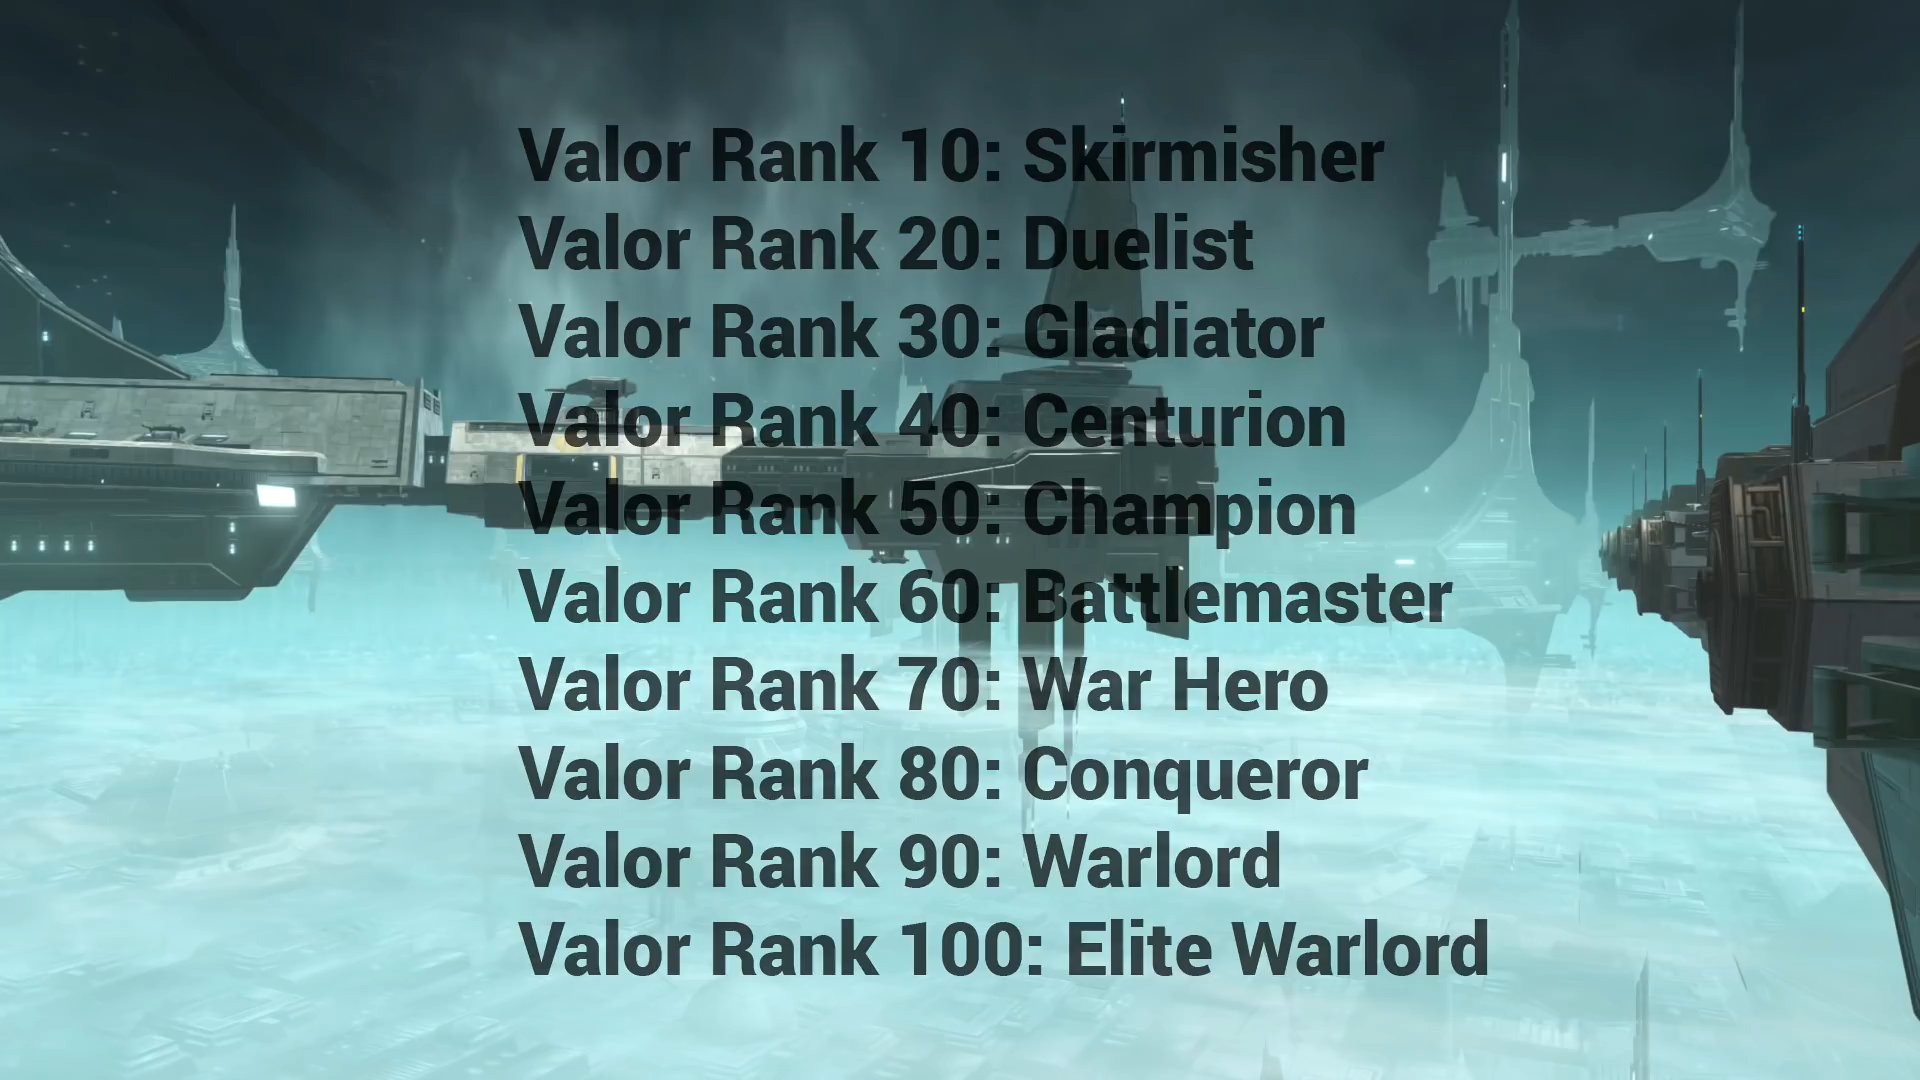 Valor Rank 10: Skirmisher
Valor Rank 20: Duelist
Valor Rank 30: Gladiator
Valor Rank 40: Centurion
Valor Rank 50: Champion
Valor Rank 60: Battlemaster
Valor Rank 70: War Hero
Valor Rank 80: Conqueror
Valor Rank 90: Warlord
Valor Rank 100: Elite Warlord